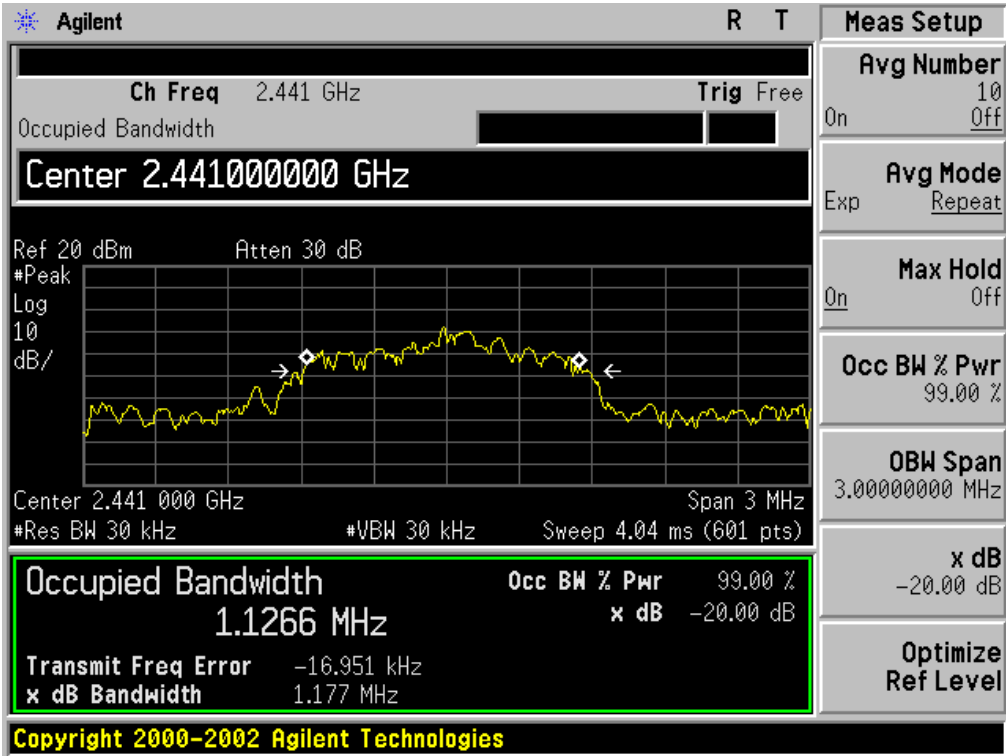 Agilent R T
Ch Freq 2.441 GHz Trig Free
Occupied Bandwidth
Center 2.441000000 GHz
Ref 20 dBm Atten 30 dB
#Peak
Log
10
dB/
Center 2.441 000 GHz Span 3 MHz
#Res BW 30 kHz #VBW 30 kHz Sweep 4.04 ms (601 pts)
Occupied Bandwidth Occ BW % Pwr 99.00 %
1.1266 MHz x dB -20.00 dB
Transmit Freq Error -16.951 kHz
x dB Bandwidth 1.177 MHz
Copyright 2000-2002 Agilent Technologies
Meas Setup
Avg Number
10
On Off
Avg Mode
Exp Repeat
Max Hold
On Off
Occ BW % Pwr
99.00 %
OBW Span
3.00000000 MHz
x dB
-20.00 dB
Optimize
Ref Level